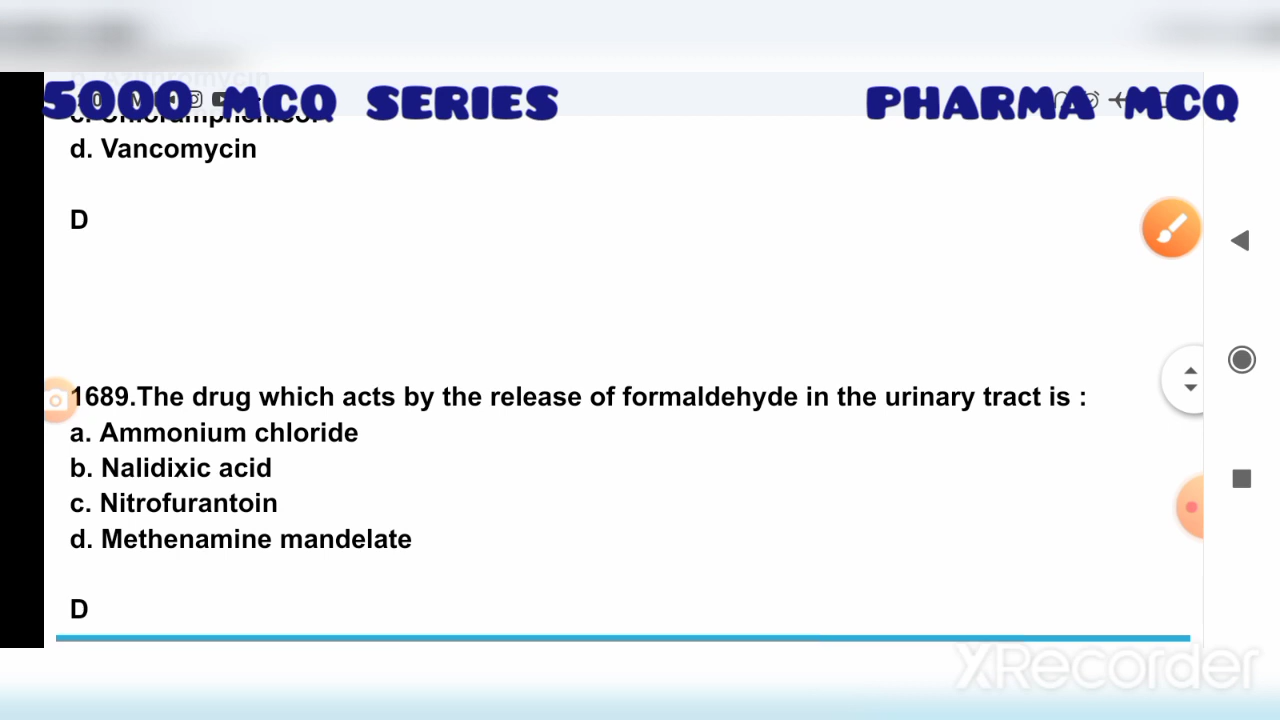 5000 MCQ SERIES PHARMA MCQ
d. Vancomycin
D
1689.The drug which acts by the release of formaldehyde in the urinary tract is :
a. Ammonium chloride
b. Nalidixic acid
c. Nitrofurantoin
d. Methenamine mandelate
D
XRecorder